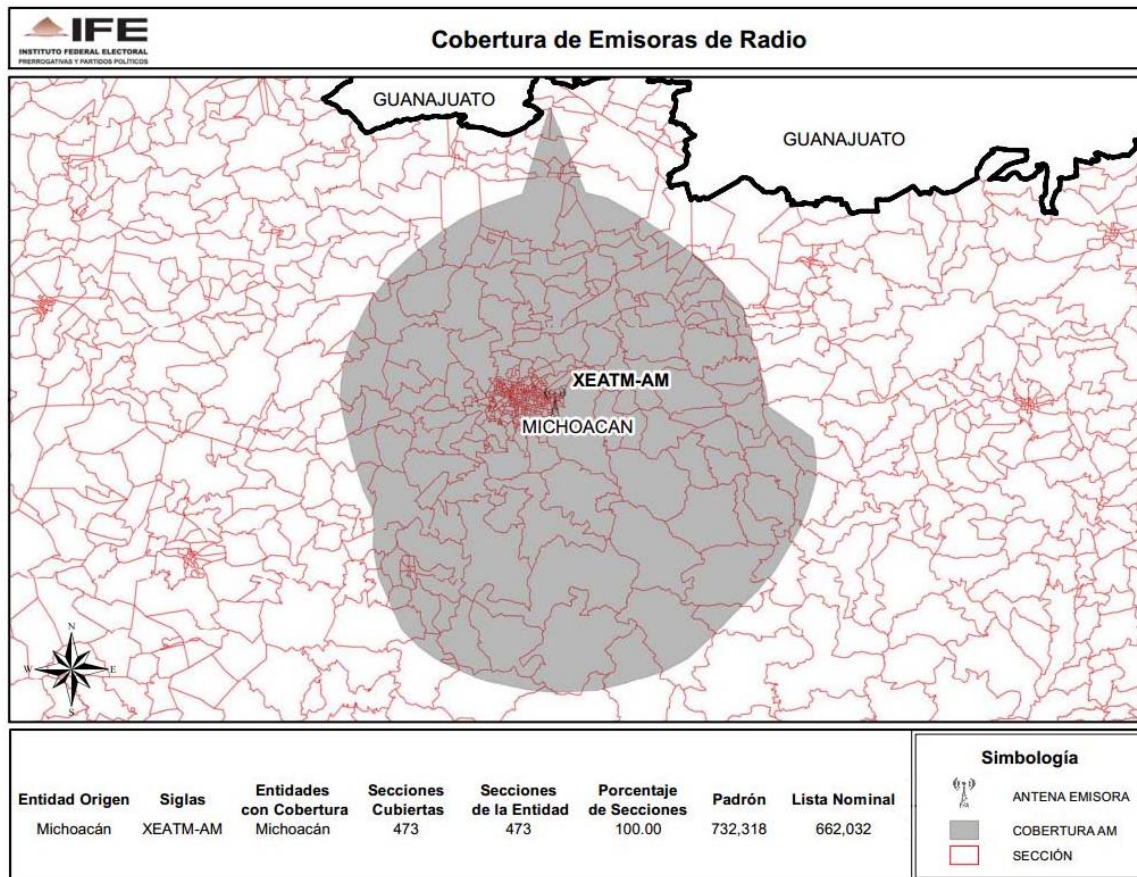 IFE
INSTITUTO FEDERAL ELECTORAL
PRERROGATIVAS Y PARTIDOS POLÍTICOS
Cobertura de Emisoras de Radio
GUANAJUATO
GUANAJUATO
XEATM-AM
MICHOACAN
N
W E
S
Entidad Origen Siglas Entidades con Cobertura Secciones Cubiertas Secciones de la Entidad Porcentaje de Secciones Padrón Lista Nominal
Michoacán XEATM-AM Michoacán 473 473 100.00 732,318 662,032
Simbología
ANTENA EMISORA
COBERTURA AM
SECCIÓN